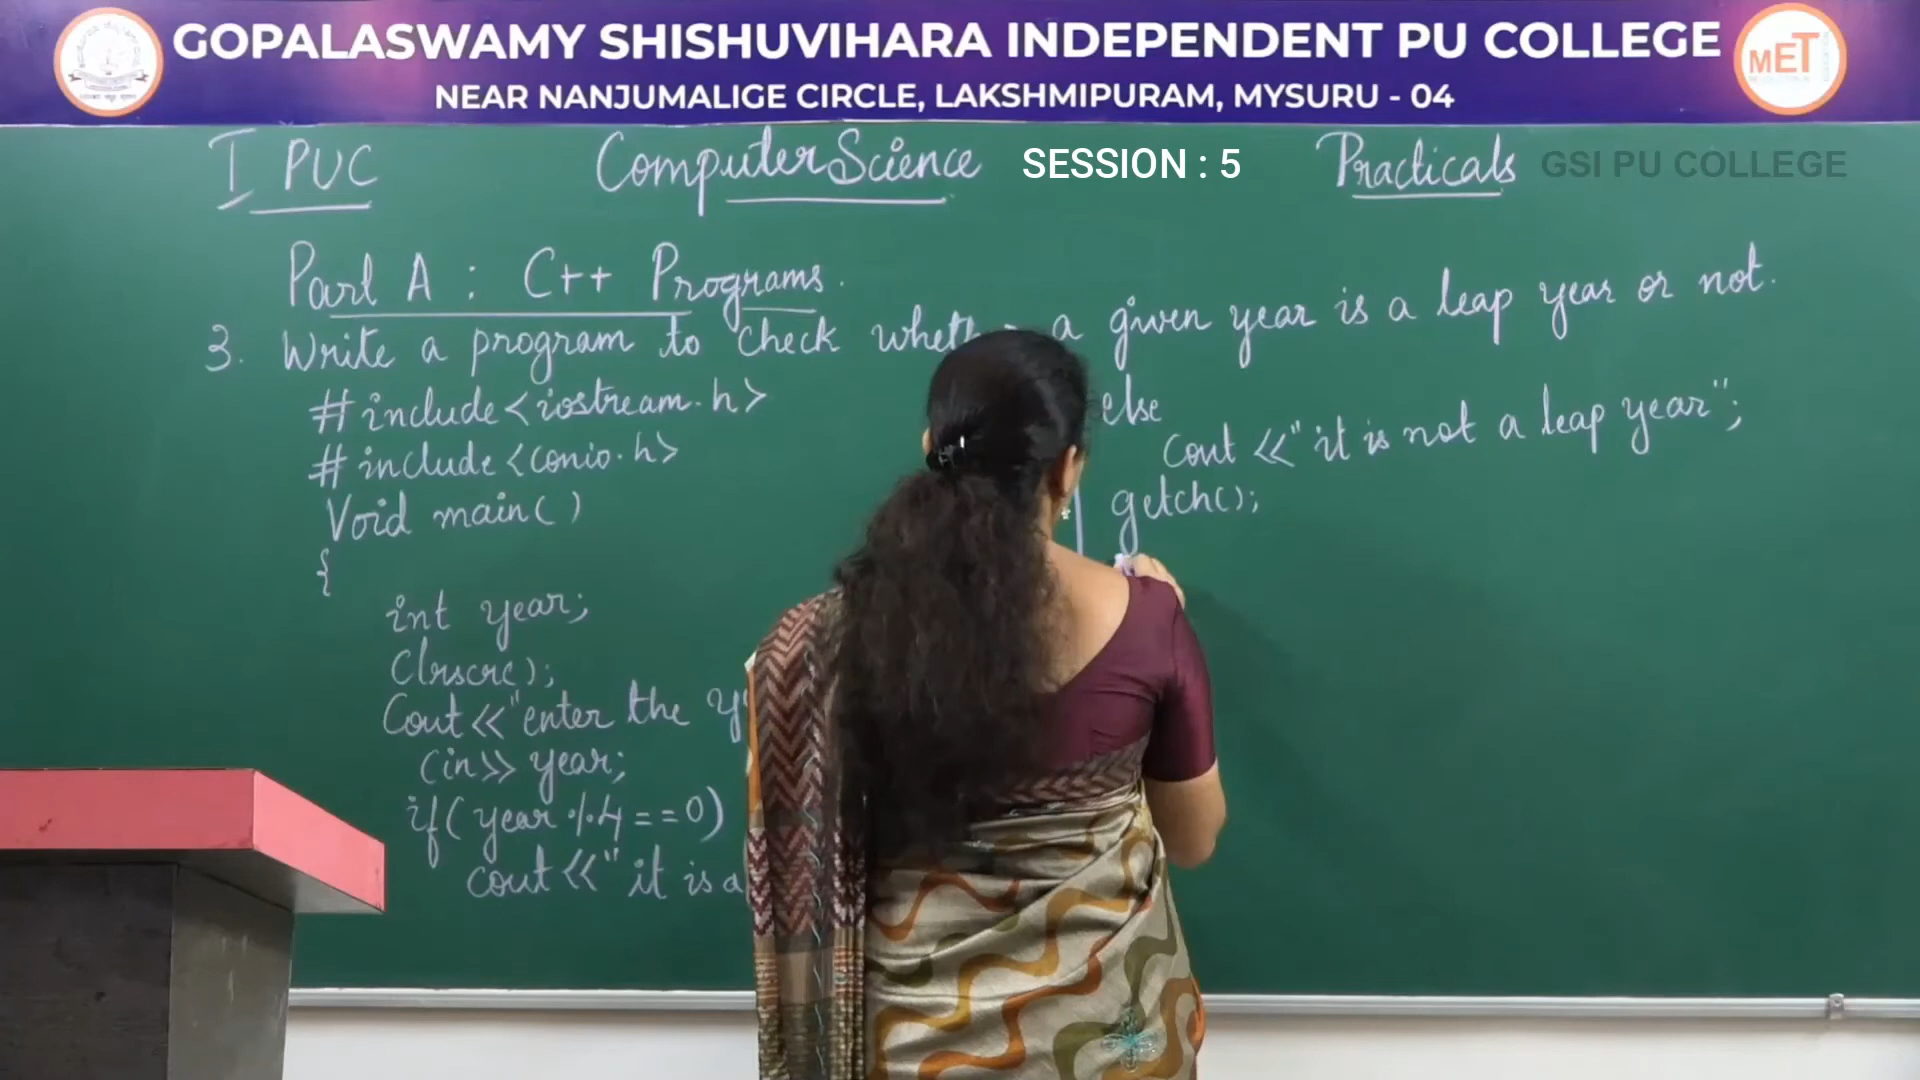 GOPALASWAMY SHISHUVIHARA INDEPENDENT PU COLLEGE
NEAR NANJUMALIGE CIRCLE, LAKSHMIPURAM, MYSURU - 04
MET
I PUC
Computer Science
SESSION : 5
Practicals
GSI PU COLLEGE
Part A : C++ Programs.
3. Write a program to check a given year is a leap year or not.
# include <iostream.h>
# include <conio.h>
Void main( )
{
int year;
Clrscr( );
Cout << "enter the
Cin >> year;
if ( year % 4 == 0)
cout << " it is a
else
cout << " it is not a leap year";
getch();